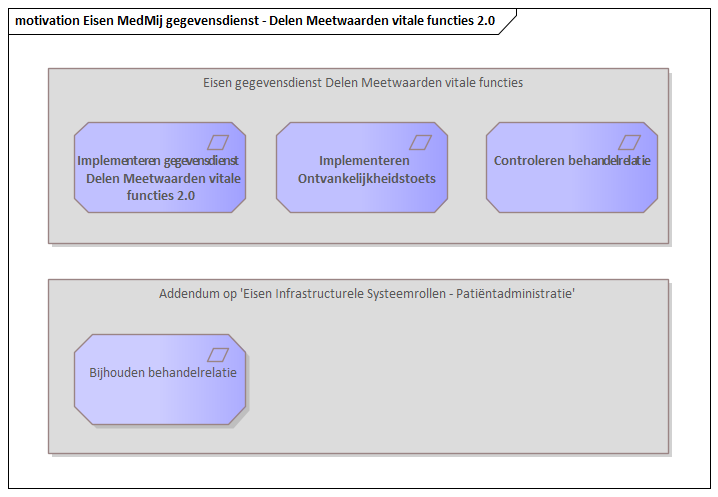 motivation Eisen MedMij gegevensdienst - Delen Meetwaarden vitale functies 2.0
Eisen gegevensdienst Delen Meetwaarden vitale functies
Implementeren gegevensdienst
Delen Meetwaarden vitale
functies 2.0
Implementeren
Ontvankelijkheidstoets
Controleren behandelrelatie
Addendum op 'Eisen Infrastructurele Systeemrollen - Patiëntadministratie'
Bijhouden behandelrelatie